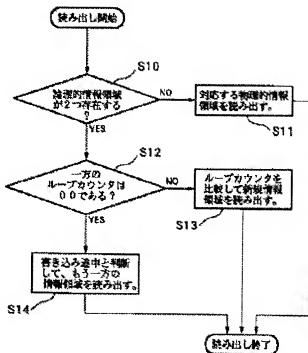 読み出し開始
S10
論理的情報領域
が2つ存在する
?
NO
対応する物理的情報
領域を読み出す。
S11
YES
S12
一方の
ループカウンタは
00である?
NO
ループカウンタを
比較して新規情報
領域を読み出す。
S13
YES
書き込み途中と判断
して、もう一方の
情報領域を読み出す。
S14
読み出し終了